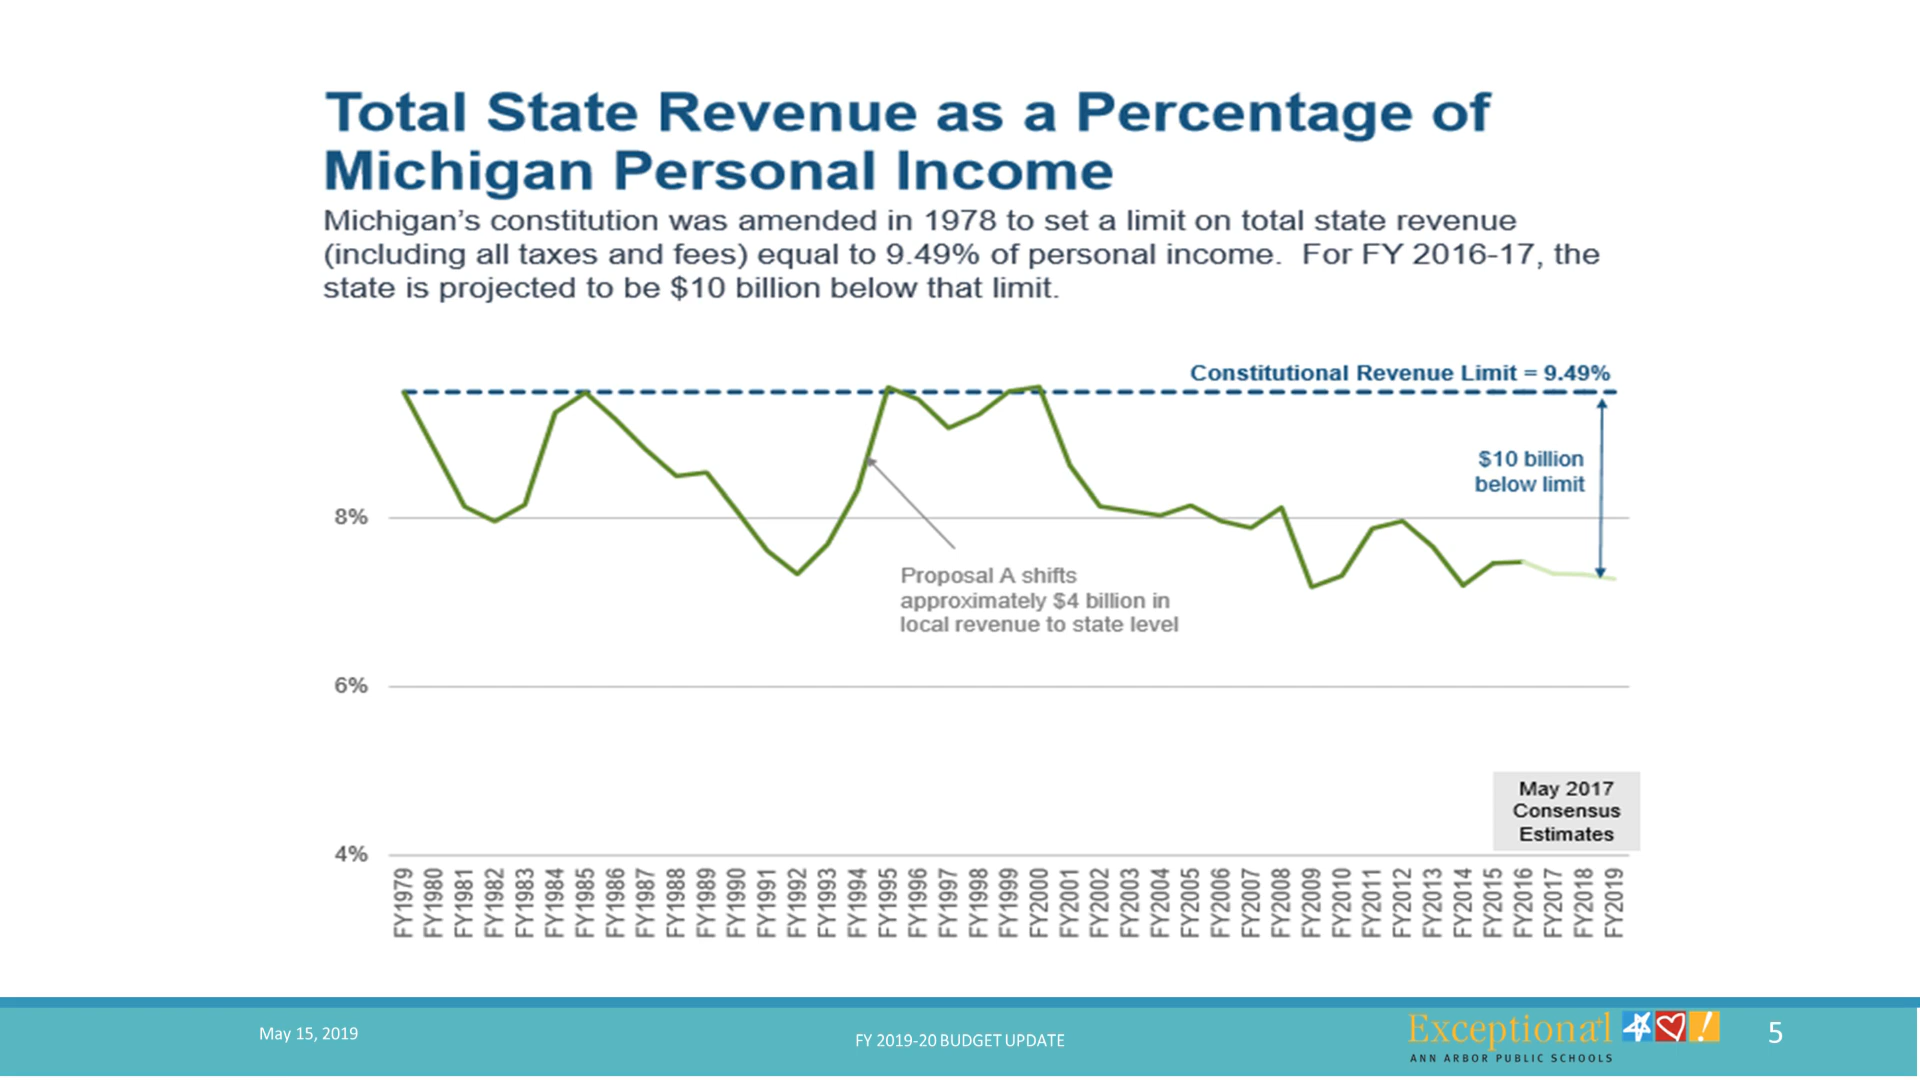 Total State Revenue as a Percentage of
Michigan Personal Income
Michigan’s constitution was amended in 1978 to set a limit on total state revenue
(including all taxes and fees) equal to 9.49% of personal income.  For FY 2016-17, the
state is projected to be $10 billion below that limit.
Constitutional Revenue Limit = 9.49%
$10 billion
below limit
8%
Proposal A shifts
approximately $4 billion in
local revenue to state level
6%
May 2017
Consensus
Estimates
4%
FY1979
FY1980
FY1981
FY1982
FY1983
FY1984
FY1985
FY1986
FY1987
FY1988
FY1989
FY1990
FY1991
FY1992
FY1993
FY1994
FY1995
FY1996
FY1997
FY1998
FY1999
FY2000
FY2001
FY2002
FY2003
FY2004
FY2005
FY2006
FY2007
FY2008
FY2009
FY2010
FY2011
FY2012
FY2013
FY2014
FY2015
FY2016
FY2017
FY2018
FY2019
May 15, 2019
FY 2019-20 BUDGET UPDATE
Exceptional
ANN ARBOR PUBLIC SCHOOLS
5